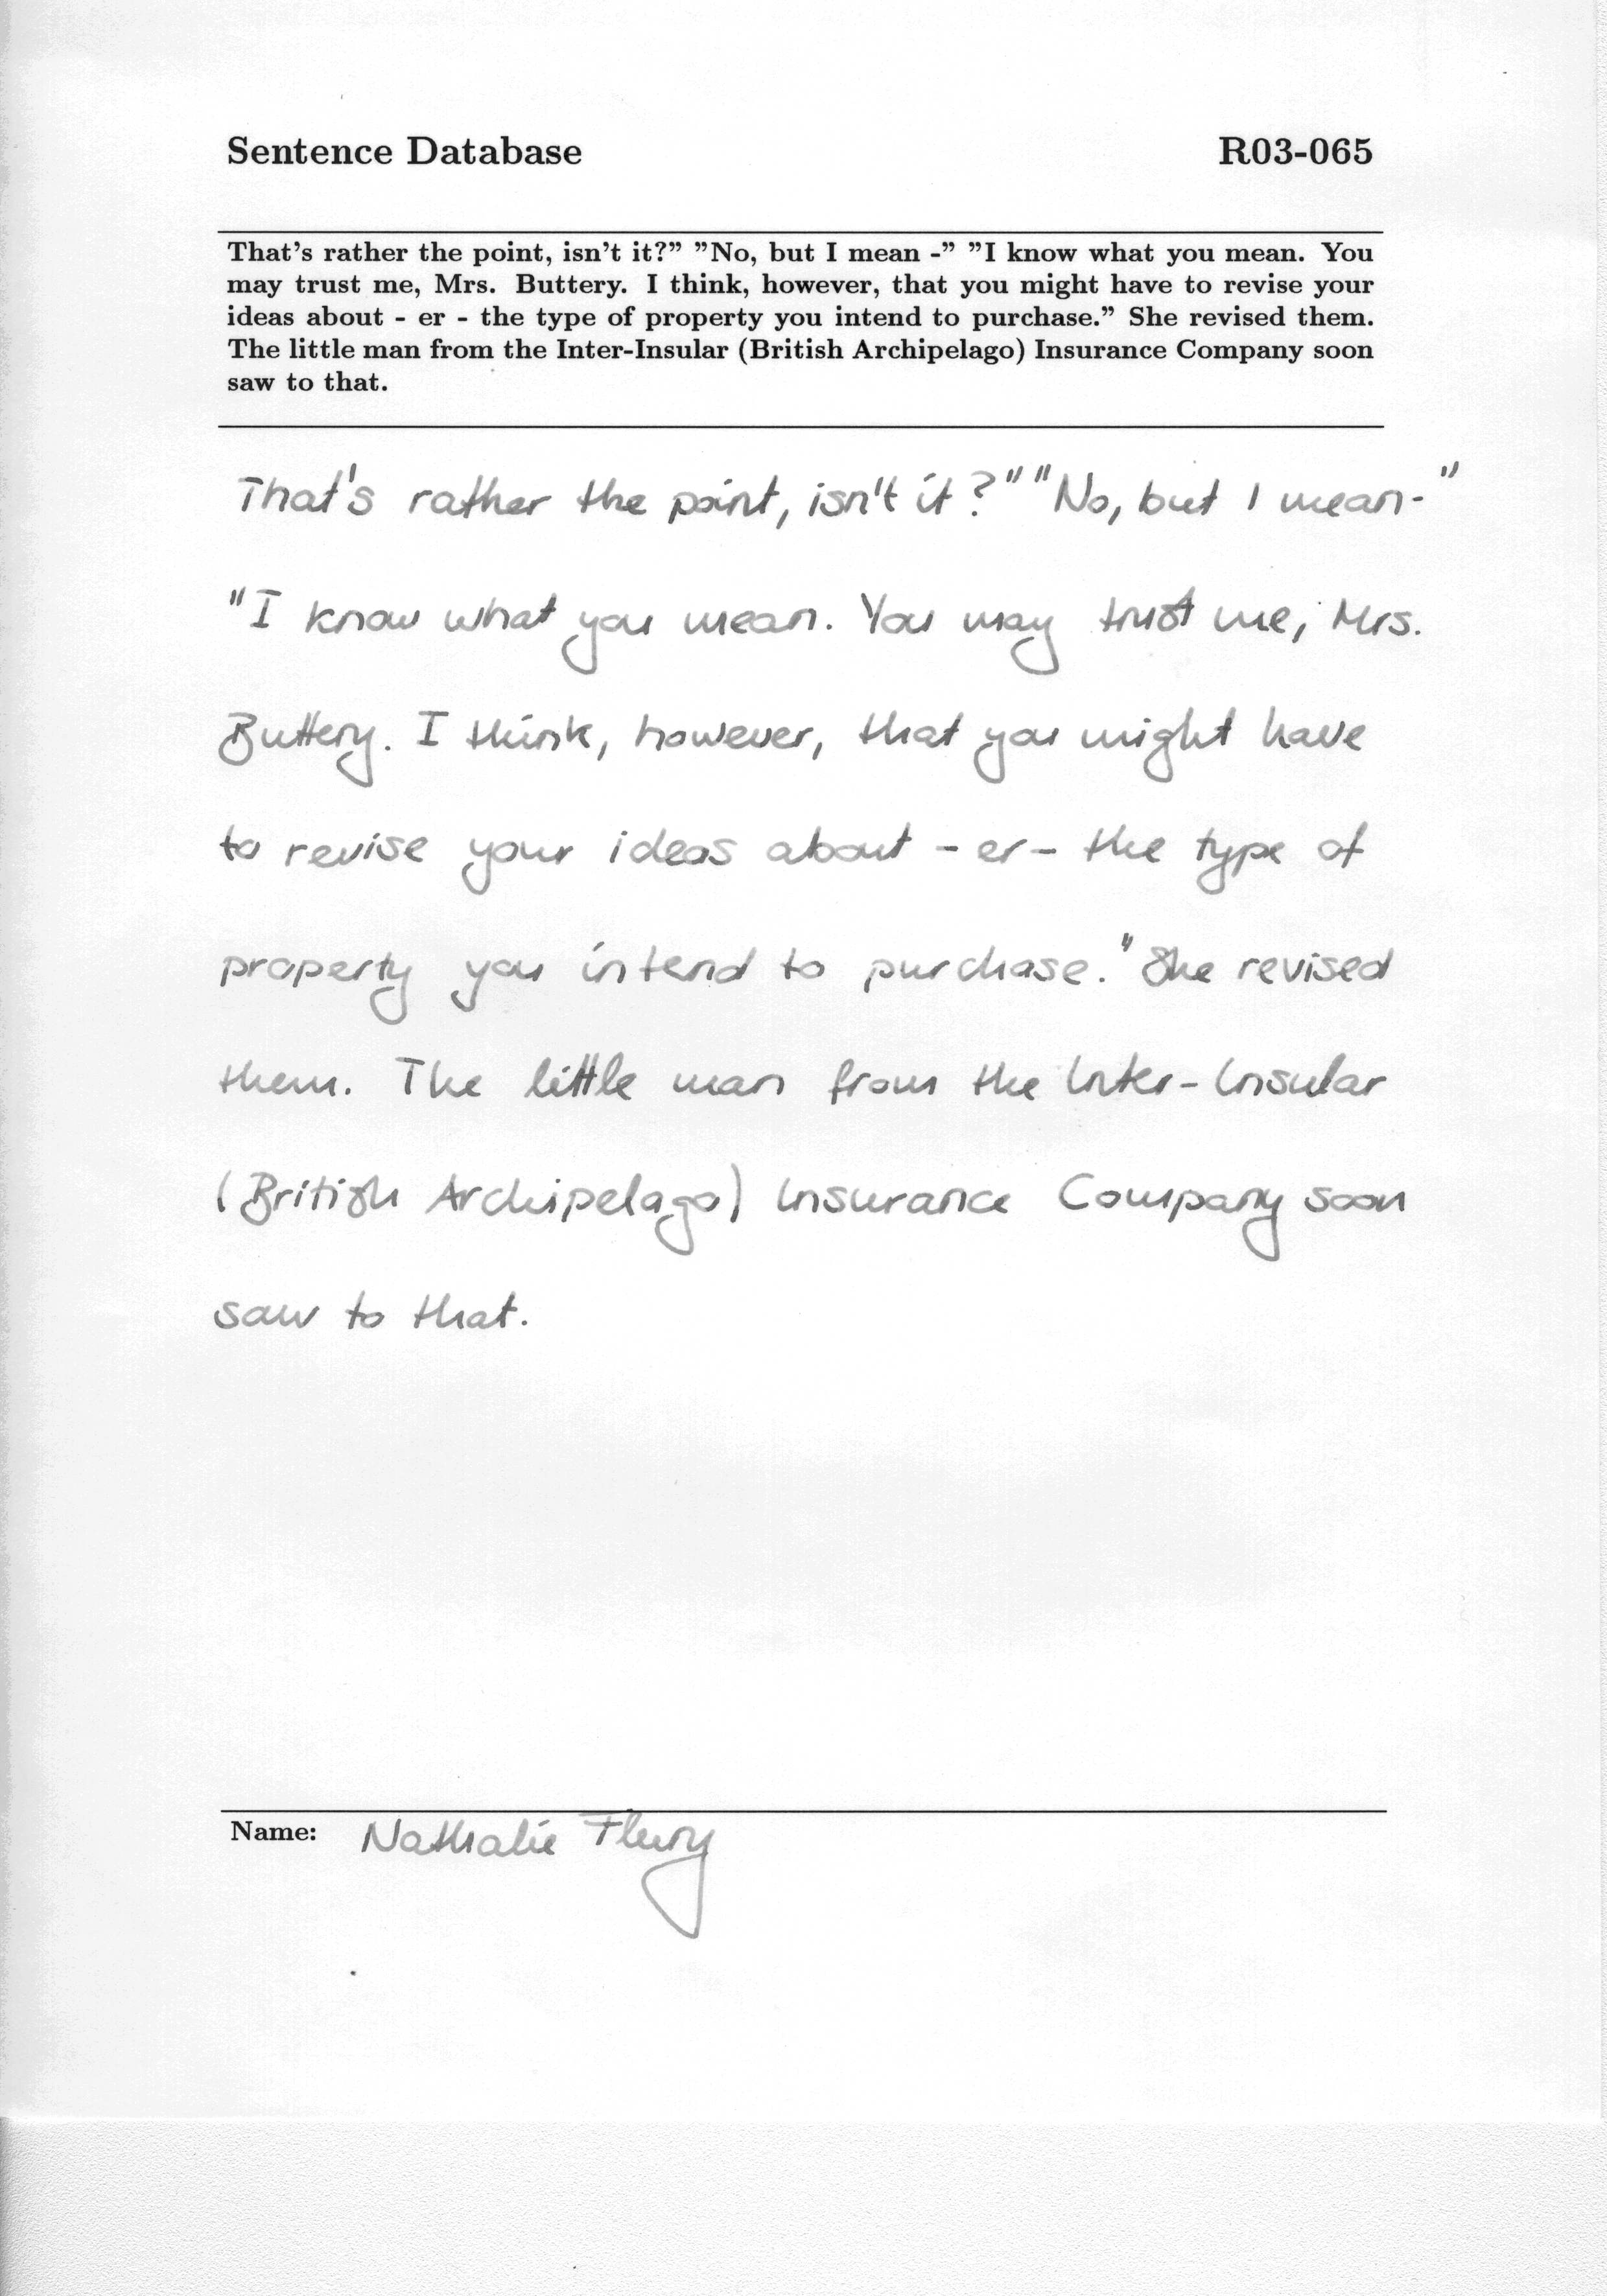 Sentence Database R03-065
That's rather the point, isn't it?" "No, but I mean -" "I know what you mean. You
may trust me, Mrs. Buttery. I think, however, that you might have to revise your
ideas about - er - the type of property you intend to purchase." She revised them.
The little man from the Inter-Insular (British Archipelago) Insurance Company soon
saw to that.
That's rather the point, isn't it?" "No, but I mean-"
"I know what you mean. You may trust me, Mrs.
Buttery. I think, however, that you might have
to revise your ideas about - er - the type of
property you intend to purchase." She revised
them. The little man from the Inter-Insular
(British Archipelago) Insurance Company soon
saw to that.
Name: Nathalie Flury